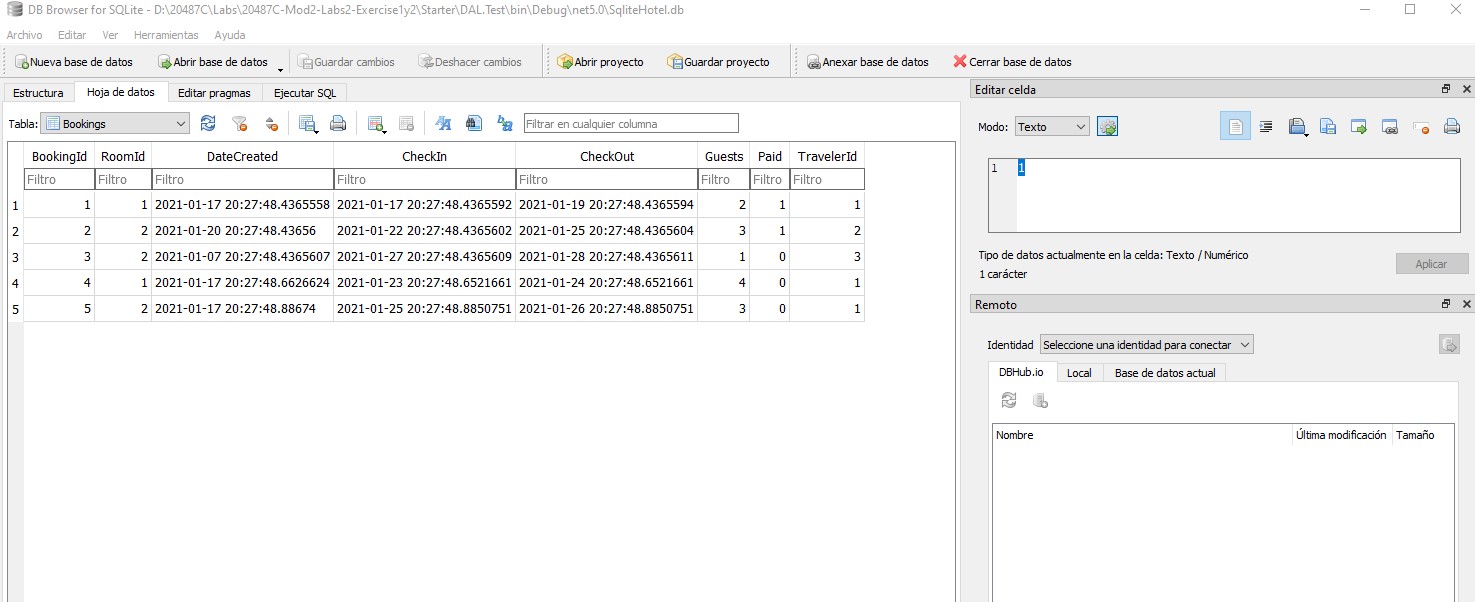 DB Browser for SQLite - D:\20487C\Labs\20487C-Mod2-Labs2-Exercise1y2\Starter\DAL.Test\bin\Debug\net5.0\SqliteHotel.db
Archivo Editar Ver Herramientas Ayuda
Nueva base de datos Abrir base de datos Guardar cambios Deshacer cambios Abrir proyecto Guardar proyecto Anexar base de datos Cerrar base de datos
Estructura Hoja de datos Editar pragmas Ejecutar SQL
Tabla: Bookings Filtrar en cualquier columna
BookingId RoomId DateCreated CheckIn CheckOut Guests Paid TravelerId
Filtro Filtro Filtro Filtro Filtro Filtro Filtro Filtro
1 1 1 2021-01-17 20:27:48.4365558 2021-01-17 20:27:48.4365592 2021-01-19 20:27:48.4365594 2 1 1
2 2 2 2021-01-20 20:27:48.43656 2021-01-22 20:27:48.4365602 2021-01-25 20:27:48.4365604 3 1 2
3 3 2 2021-01-07 20:27:48.4365607 2021-01-27 20:27:48.4365609 2021-01-28 20:27:48.4365611 1 0 3
4 4 1 2021-01-17 20:27:48.6626624 2021-01-23 20:27:48.6521661 2021-01-24 20:27:48.6521661 4 0 1
5 5 2 2021-01-17 20:27:48.88674 2021-01-25 20:27:48.8850751 2021-01-26 20:27:48.8850751 3 0 1
Editar celda
Modo: Texto
1 1
Tipo de datos actualmente en la celda: Texto / Numérico
1 carácter
Aplicar
Remoto
Identidad Seleccione una identidad para conectar
DBHub.io Local Base de datos actual
Nombre Última modificación Tamaño